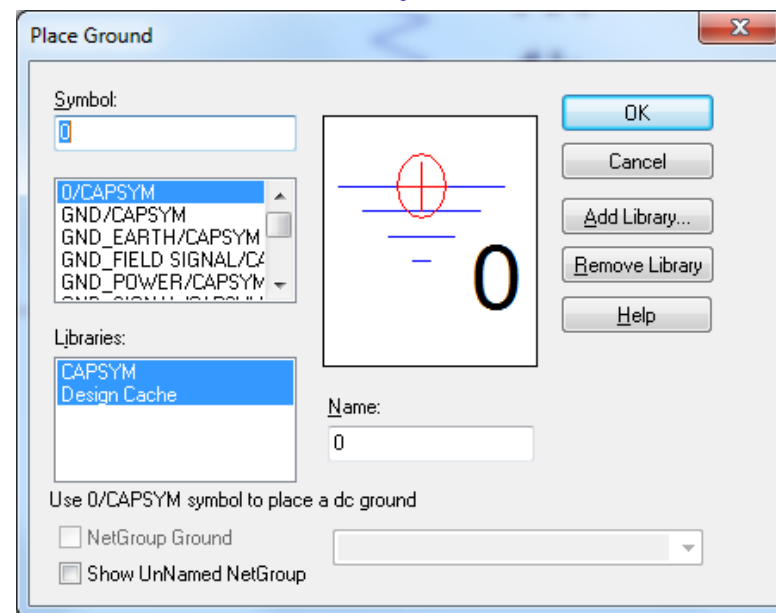 Place Ground
Symbol:
0
0/CAPSYM
GND/CAPSYM
GND_EARTH/CAPSYM
GND_FIELD SIGNAL/CA
GND_POWER/CAPSYM
Libraries:
CAPSYM
Design Cache
0
Name:
0
OK
Cancel
Add Library...
Remove Library
Help
Use 0/CAPSYM symbol to place a dc ground
NetGroup Ground
Show UnNamed NetGroup